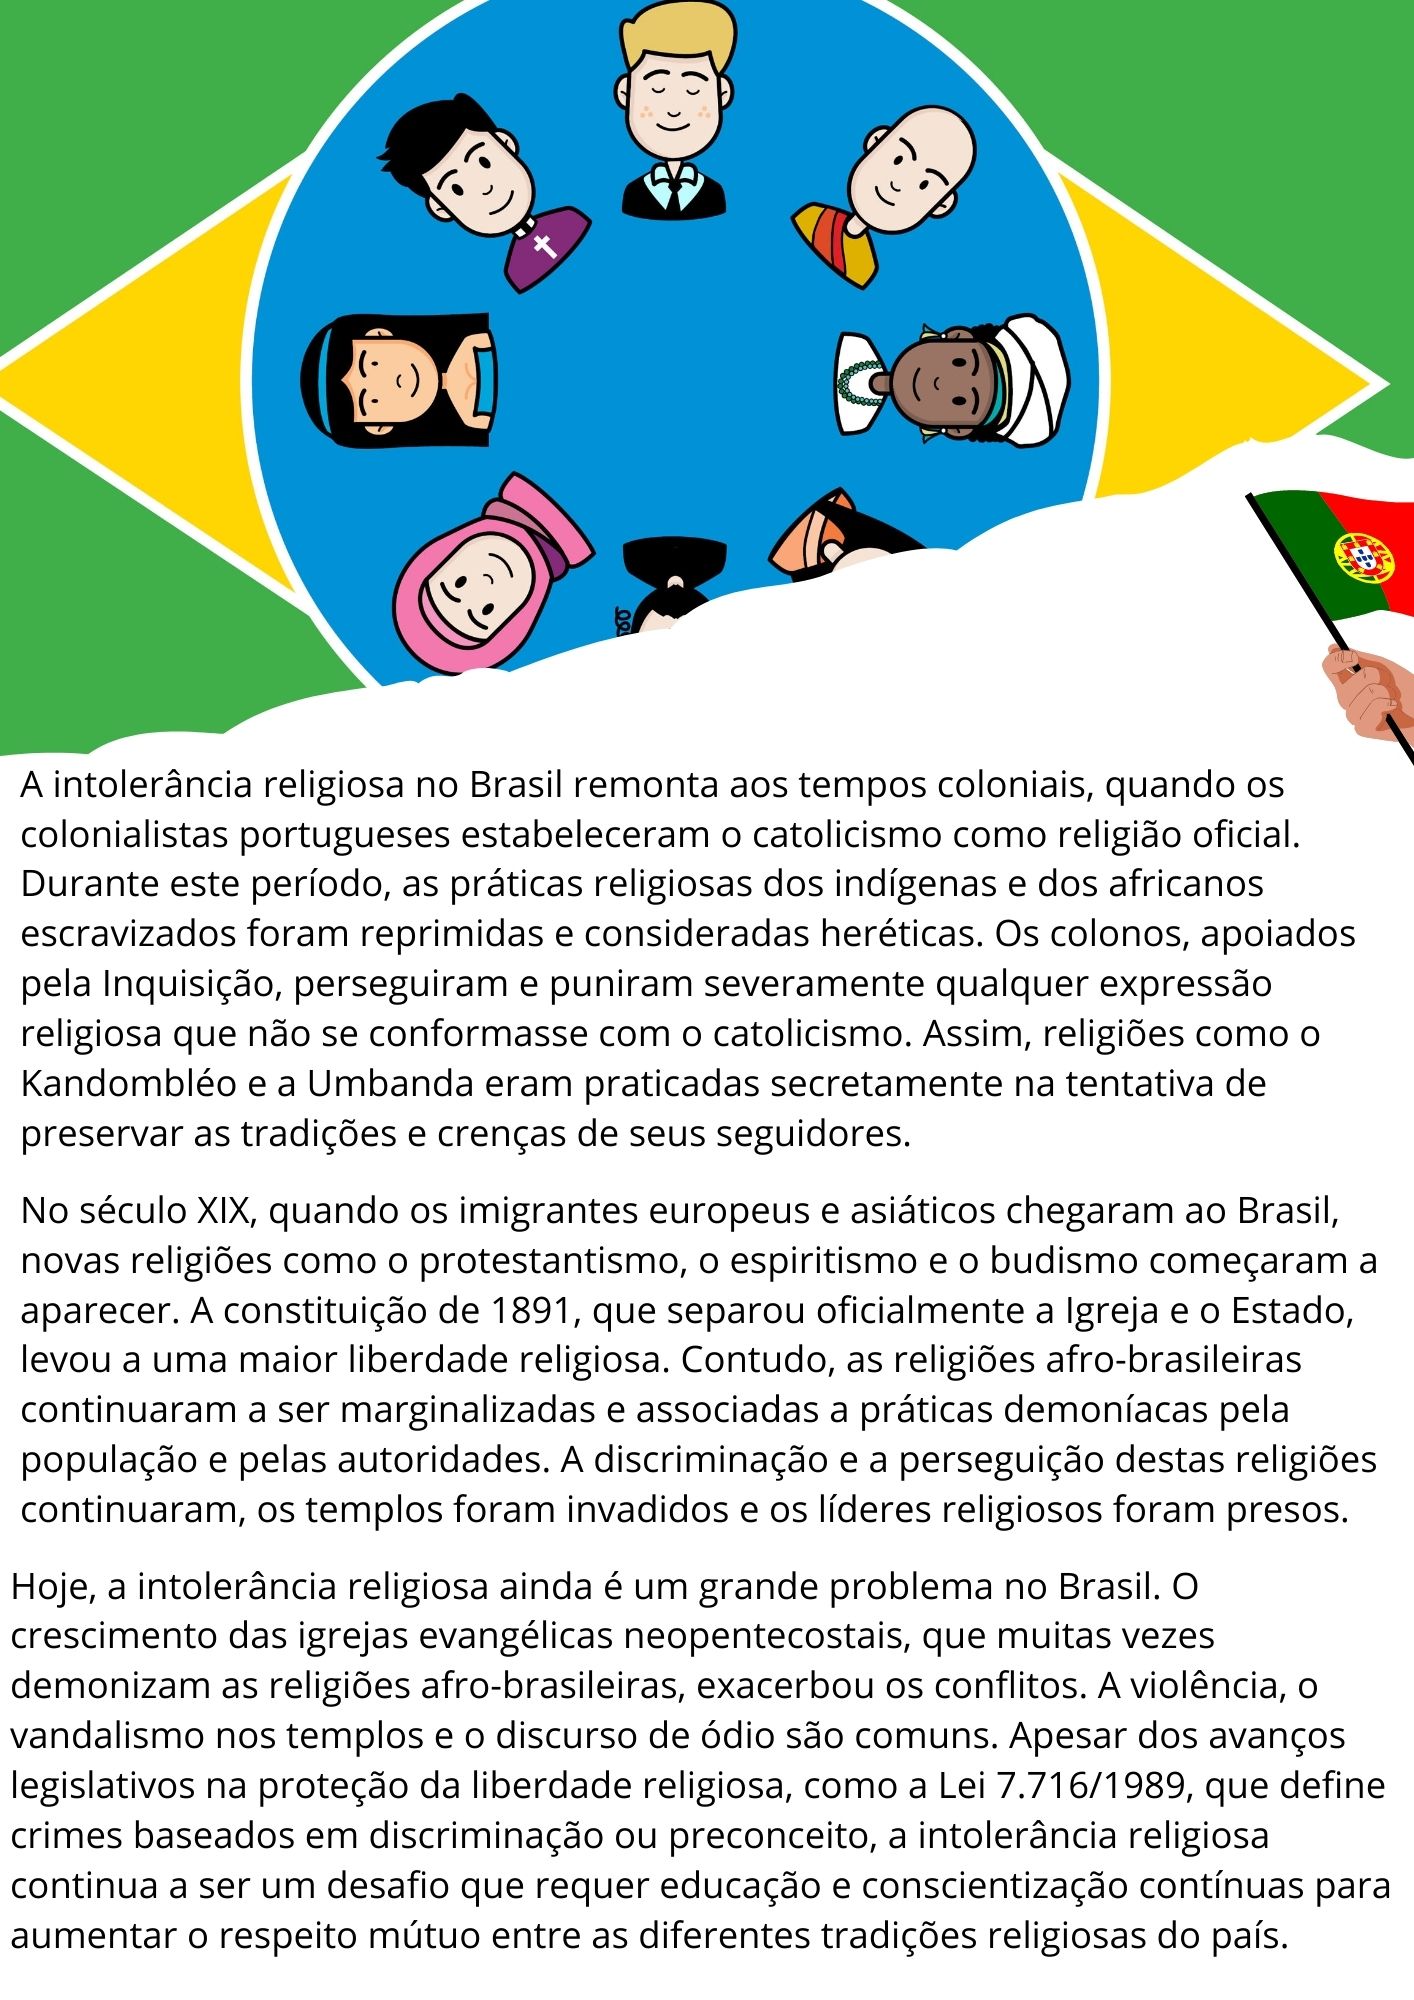 A intolerância religiosa no Brasil remonta aos tempos coloniais, quando os
colonialistas portugueses estabeleceram o catolicismo como religião oficial.
Durante este período, as práticas religiosas dos indígenas e dos africanos
escravizados foram reprimidas e consideradas heréticas. Os colonos, apoiados
pela Inquisição, perseguiram e puniram severamente qualquer expressão
religiosa que não se conformasse com o catolicismo. Assim, religiões como o
Kandombléo e a Umbanda eram praticadas secretamente na tentativa de
preservar as tradições e crenças de seus seguidores.
No século XIX, quando os imigrantes europeus e asiáticos chegaram ao Brasil,
novas religiões como o protestantismo, o espiritismo e o budismo começaram a
aparecer. A constituição de 1891, que separou oficialmente a Igreja e o Estado,
levou a uma maior liberdade religiosa. Contudo, as religiões afro-brasileiras
continuaram a ser marginalizadas e associadas a práticas demoníacas pela
população e pelas autoridades. A discriminação e a perseguição destas religiões
continuaram, os templos foram invadidos e os líderes religiosos foram presos.
Hoje, a intolerância religiosa ainda é um grande problema no Brasil. O
crescimento das igrejas evangélicas neopentecostais, que muitas vezes
demonizam as religiões afro-brasileiras, exacerbou os conflitos. A violência, o
vandalismo nos templos e o discurso de ódio são comuns. Apesar dos avanços
legislativos na proteção da liberdade religiosa, como a Lei 7.716/1989, que define
crimes baseados em discriminação ou preconceito, a intolerância religiosa
continua a ser um desafio que requer educação e conscientização contínuas para
aumentar o respeito mútuo entre as diferentes tradições religiosas do país.